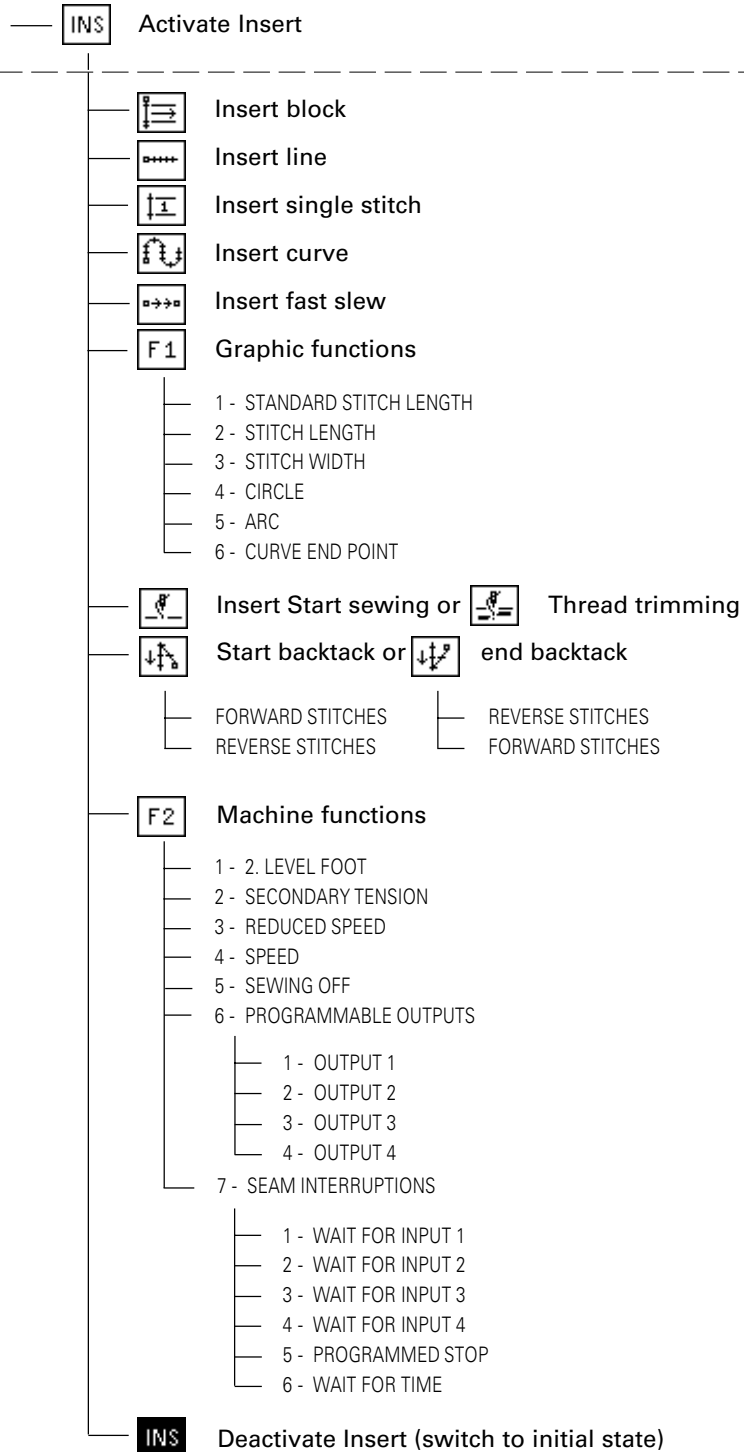 INS Activate Insert
Insert block
Insert line
1 Insert single stitch
Insert curve
Insert fast slew
F1 Graphic functions
1 - STANDARD STITCH LENGTH
2 - STITCH LENGTH
3 - STITCH WIDTH
4 - CIRCLE
5 - ARC
6 - CURVE END POINT
Insert Start sewing or Thread trimming
Start backtack or end backtack
FORWARD STITCHES REVERSE STITCHES
REVERSE STITCHES FORWARD STITCHES
F2 Machine functions
1 - 2. LEVEL FOOT
2 - SECONDARY TENSION
3 - REDUCED SPEED
4 - SPEED
5 - SEWING OFF
6 - PROGRAMMABLE OUTPUTS
1 - OUTPUT 1
2 - OUTPUT 2
3 - OUTPUT 3
4 - OUTPUT 4
7 - SEAM INTERRUPTIONS
1 - WAIT FOR INPUT 1
2 - WAIT FOR INPUT 2
3 - WAIT FOR INPUT 3
4 - WAIT FOR INPUT 4
5 - PROGRAMMED STOP
6 - WAIT FOR TIME
INS Deactivate Insert (switch to initial state)